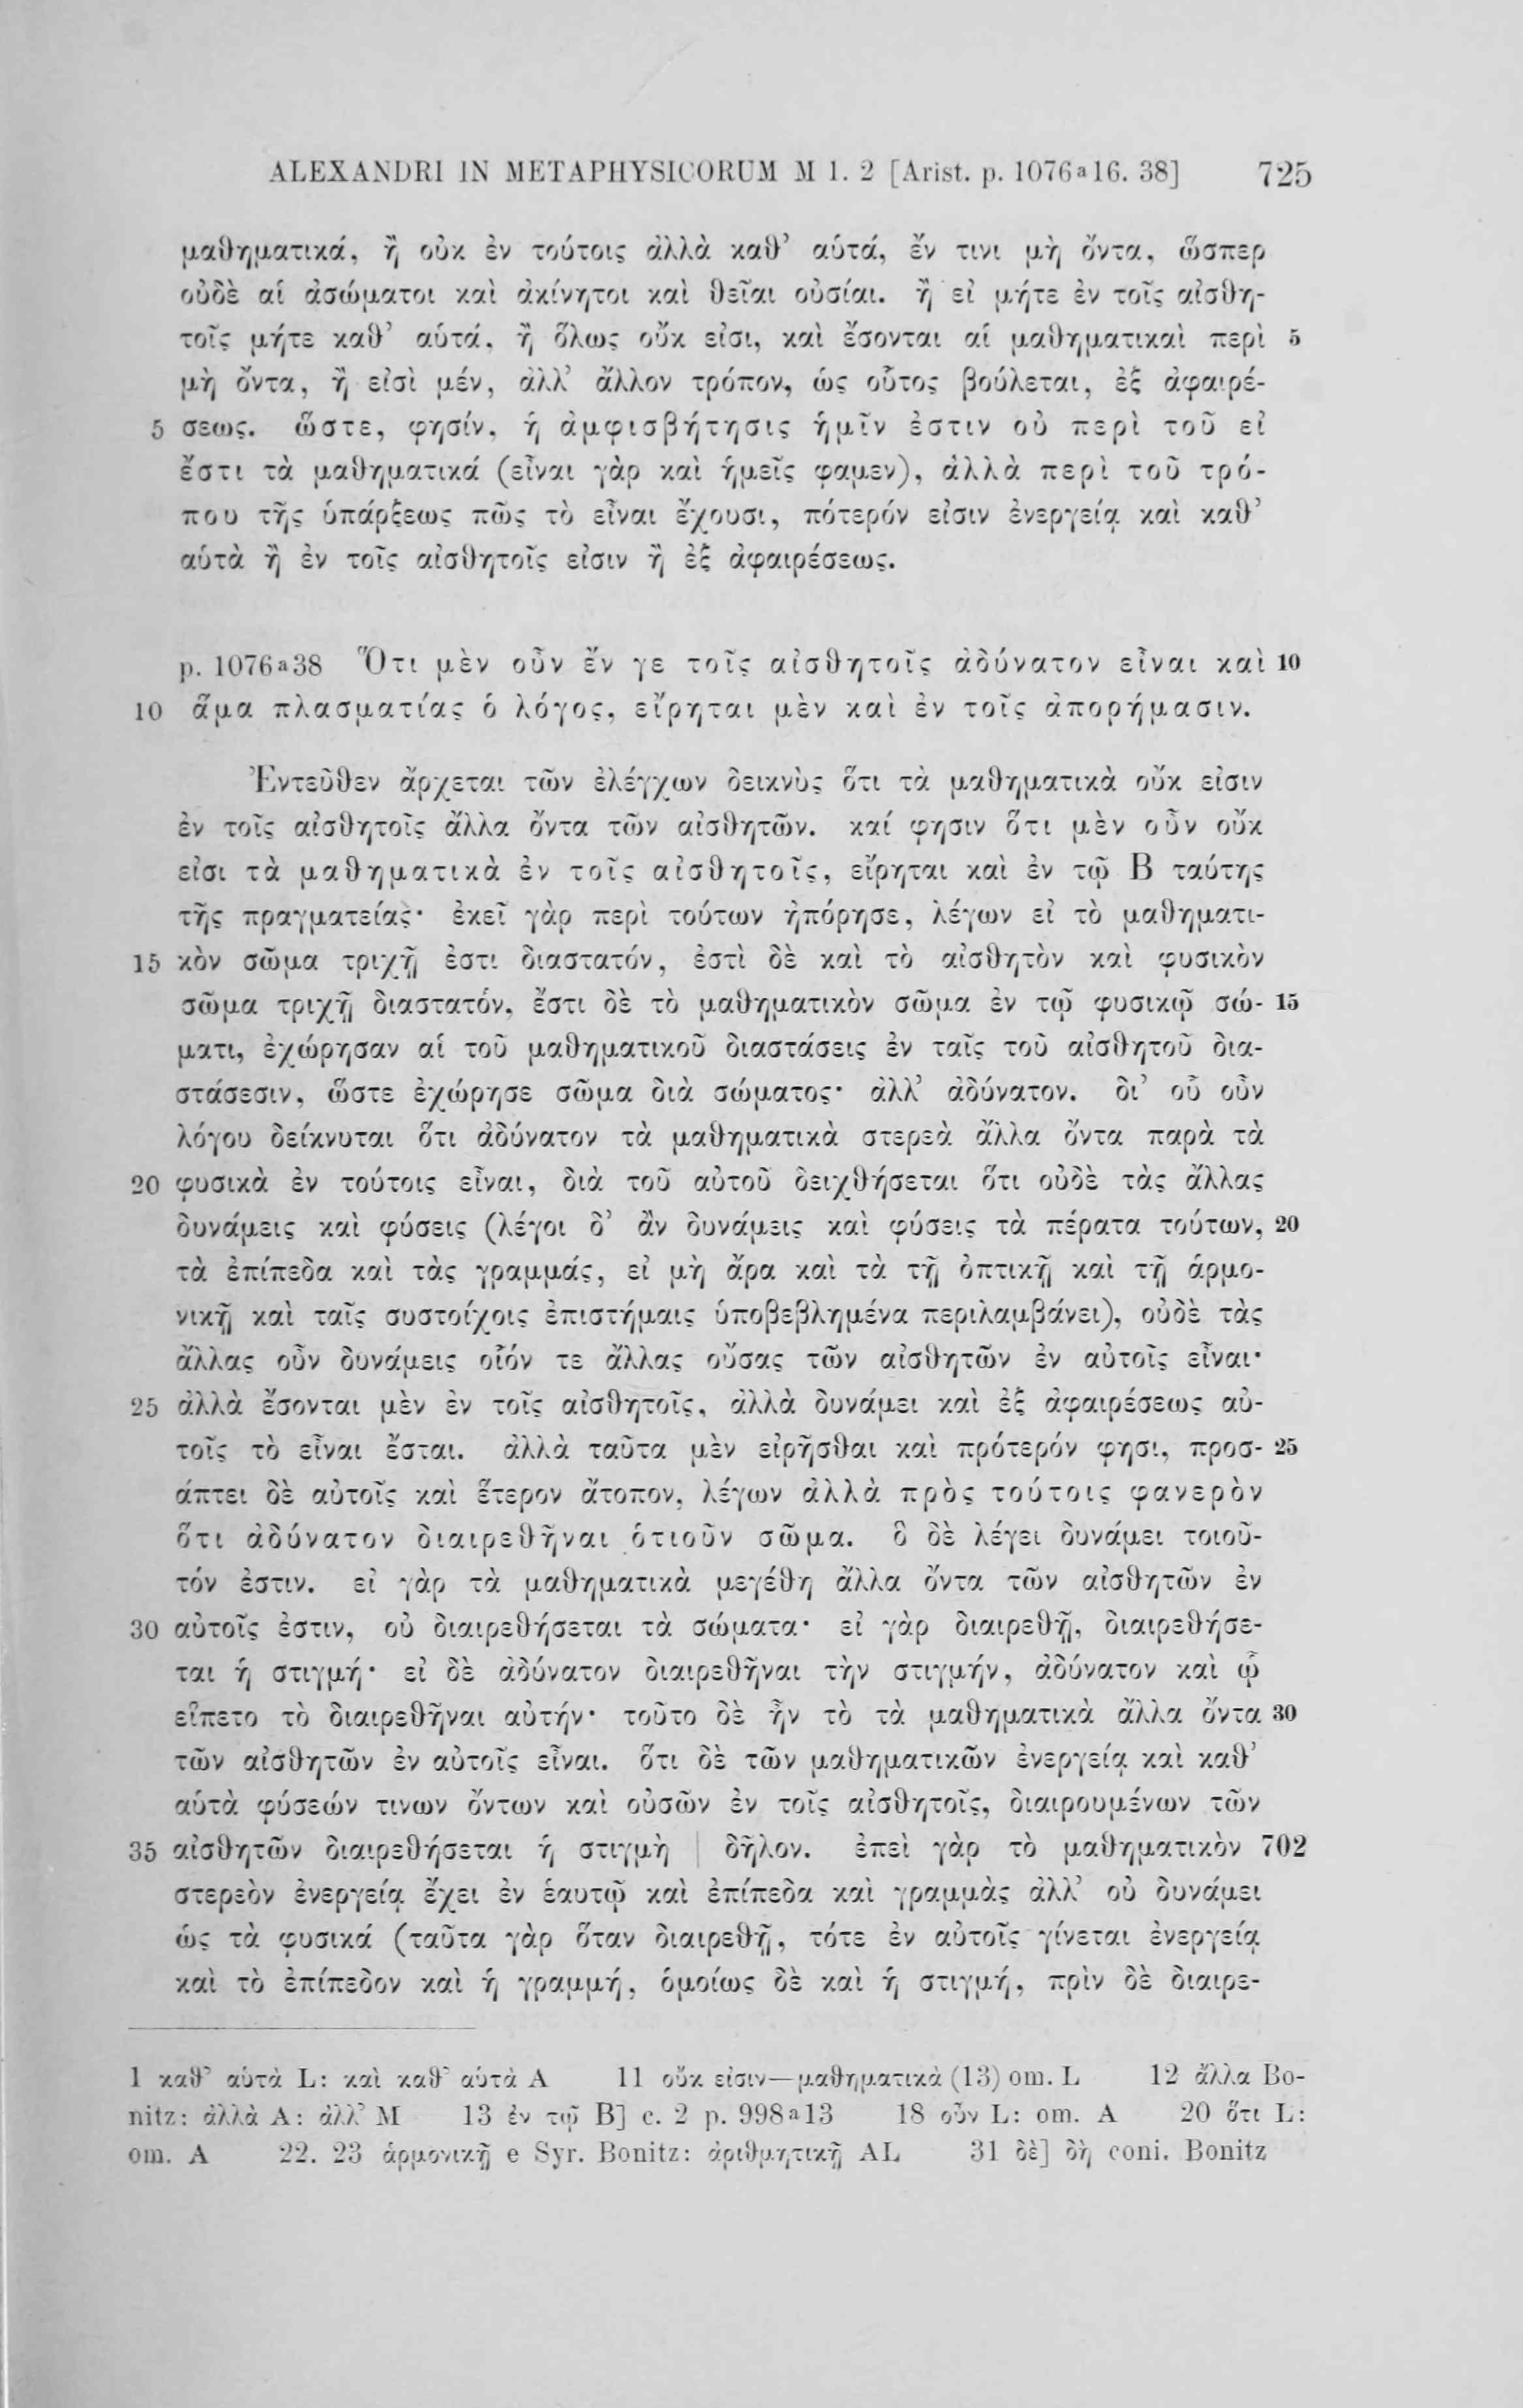 ALEXANDRI IN METAPHYSICORUM M 1. 2 [Arist. p. 1076ᵃ16. 38] 725
μαθηματικά, ἢ οὐκ ἐν τούτοις ἀλλὰ καθ’ αὑτά, ἔν τινι μὴ ὄντα, ὥσπερ
οὐδὲ αἱ ἀσώματοι καὶ ἀκίνητοι καὶ θεῖαι οὐσίαι. ἢ εἰ μήτε ἐν τοῖς αἰσθη-
τοῖς μήτε καθ’ αὑτά, ἢ ὅλως οὔκ εἰσι, καὶ ἔσονται αἱ μαθηματικαὶ περὶ 5
μὴ ὄντα, ἢ εἰσὶ μέν, ἀλλ’ ἄλλον τρόπον, ὡς οὗτος βούλεται, ἐξ ἀφαιρέ-
5 σεως. ὥστε, φησίν, ἡ ἀμφισβήτησις ἡμῖν ἐστιν οὐ περὶ τοῦ εἰ
ἔστι τὰ μαθηματικά (εἶναι γὰρ καὶ ἡμεῖς φαμεν), ἀλλὰ περὶ τοῦ τρό-
που τῆς ὑπάρξεως πῶς τὸ εἶναι ἔχουσι, πότερόν εἰσιν ἐνεργείᾳ καὶ καθ’
αὑτὰ ἢ ἐν τοῖς αἰσθητοῖς εἰσιν ἢ ἐξ ἀφαιρέσεως.
p. 1076ᵃ38 Ὅτι μὲν οὖν ἔν γε τοῖς αἰσθητοῖς ἀδύνατον εἶναι καὶ 10
10 ἅμα πλασματίας ὁ λόγος, εἴρηται μὲν καὶ ἐν τοῖς ἀπορήμασιν.
Ἐντεῦθεν ἄρχεται τῶν ἐλέγχων δεικνὺς ὅτι τὰ μαθηματικὰ οὔκ εἰσιν
ἐν τοῖς αἰσθητοῖς ἄλλα ὄντα τῶν αἰσθητῶν. καί φησιν ὅτι μὲν οὖν οὔκ
εἰσι τὰ μαθηματικὰ ἐν τοῖς αἰσθητοῖς, εἴρηται καὶ ἐν τῷ Β ταύτης
τῆς πραγματείας· ἐκεῖ γὰρ περὶ τούτων ἠπόρησε, λέγων εἰ τὸ μαθηματι-
15 κὸν σῶμα τριχῇ ἐστι διαστατόν, ἐστὶ δὲ καὶ τὸ αἰσθητὸν καὶ φυσικὸν
σῶμα τριχῇ διαστατόν, ἔστι δὲ τὸ μαθηματικὸν σῶμα ἐν τῷ φυσικῷ σώ- 15
ματι, ἐχώρησαν αἱ τοῦ μαθηματικοῦ διαστάσεις ἐν ταῖς τοῦ αἰσθητοῦ δια-
στάσεσιν, ὥστε ἐχώρησε σῶμα διὰ σώματος· ἀλλ’ ἀδύνατον. δι’ οὗ οὖν
λόγου δείκνυται ὅτι ἀδύνατον τὰ μαθηματικὰ στερεὰ ἄλλα ὄντα παρὰ τὰ
20 φυσικὰ ἐν τούτοις εἶναι, διὰ τοῦ αὐτοῦ δειχθήσεται ὅτι οὐδὲ τὰς ἄλλας
δυνάμεις καὶ φύσεις (λέγοι δ’ ἂν δυνάμεις καὶ φύσεις τὰ πέρατα τούτων, 20
τὰ ἐπίπεδα καὶ τὰς γραμμάς, εἰ μὴ ἄρα καὶ τὰ τῇ ὀπτικῇ καὶ τῇ ἁρμο-
νικῇ καὶ ταῖς συστοίχοις ἐπιστήμαις ὑποβεβλημένα περιλαμβάνει), οὐδὲ τὰς
ἄλλας οὖν δυνάμεις οἷόν τε ἄλλας οὔσας τῶν αἰσθητῶν ἐν αὐτοῖς εἶναι·
25 ἀλλὰ ἔσονται μὲν ἐν τοῖς αἰσθητοῖς, ἀλλὰ δυνάμει καὶ ἐξ ἀφαιρέσεως αὐ-
τοῖς τὸ εἶναι ἔσται. ἀλλὰ ταῦτα μὲν εἰρῆσθαι καὶ πρότερόν φησι, προσ- 25
άπτει δὲ αὐτοῖς καὶ ἕτερον ἄτοπον, λέγων ἀλλὰ πρὸς τούτοις φανερὸν
ὅτι ἀδύνατον διαιρεθῆναι ὁτιοῦν σῶμα. ὃ δὲ λέγει δυνάμει τοιοῦ-
τόν ἐστιν. εἰ γὰρ τὰ μαθηματικὰ μεγέθη ἄλλα ὄντα τῶν αἰσθητῶν ἐν
30 αὐτοῖς ἐστιν, οὐ διαιρεθήσεται τὰ σώματα· εἰ γὰρ διαιρεθῇ, διαιρεθήσε-
ται ἡ στιγμή· εἰ δὲ ἀδύνατον διαιρεθῆναι τὴν στιγμήν, ἀδύνατον καὶ ᾧ
εἵπετο τὸ διαιρεθῆναι αὐτήν· τοῦτο δὲ ἦν τὸ τὰ μαθηματικὰ ἄλλα ὄντα 30
τῶν αἰσθητῶν ἐν αὐτοῖς εἶναι. ὅτι δὲ τῶν μαθηματικῶν ἐνεργείᾳ καὶ καθ’
αὑτὰ φύσεών τινων ὄντων καὶ οὐσῶν ἐν τοῖς αἰσθητοῖς, διαιρουμένων τῶν
35 αἰσθητῶν διαιρεθήσεται ἡ στιγμὴ | δῆλον. ἐπεὶ γὰρ τὸ μαθηματικὸν 702
στερεὸν ἐνεργείᾳ ἔχει ἐν ἑαυτῷ καὶ ἐπίπεδα καὶ γραμμὰς ἀλλ’ οὐ δυνάμει
ὡς τὰ φυσικά (ταῦτα γὰρ ὅταν διαιρεθῇ, τότε ἐν αὐτοῖς γίνεται ἐνεργείᾳ
καὶ τὸ ἐπίπεδον καὶ ἡ γραμμή, ὁμοίως δὲ καὶ ἡ στιγμή, πρὶν δὲ διαιρε-
1 καθ’ αὑτὰ L: καὶ καθ’ αὑτὰ A 11 οὔκ εἰσιν—μαθηματικὰ (13) om. L 12 ἄλλα Bo-
nitz: ἀλλὰ A: ἀλλ’ M 13 ἐν τῷ Β] c. 2 p. 998ᵃ13 18 οὖν L: om. A 20 ὅτι L:
om. A 22. 23 ἁρμονικῇ e Syr. Bonitz: ἀριθμητικῇ AL 31 δὲ] δὴ coni. Bonitz